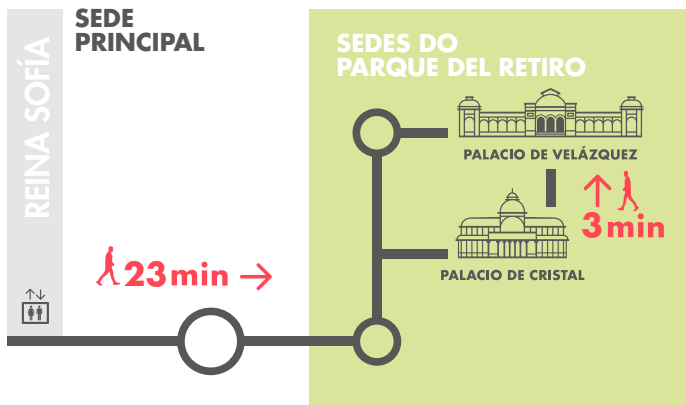 REINA SOFÍA
SEDE
PRINCIPAL
SEDES DO
PARQUE DEL RETIRO
PALACIO DE VELÁZQUEZ
3 min
PALACIO DE CRISTAL
23 min